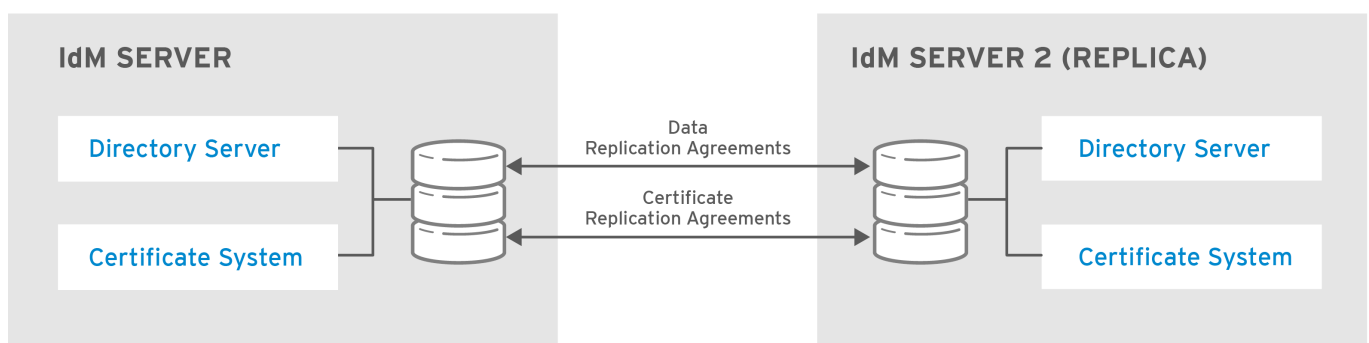 IdM SERVER
IdM SERVER 2 (REPLICA)
Directory Server
Certificate System
Data
Replication Agreements
Certificate
Replication Agreements
Directory Server
Certificate System